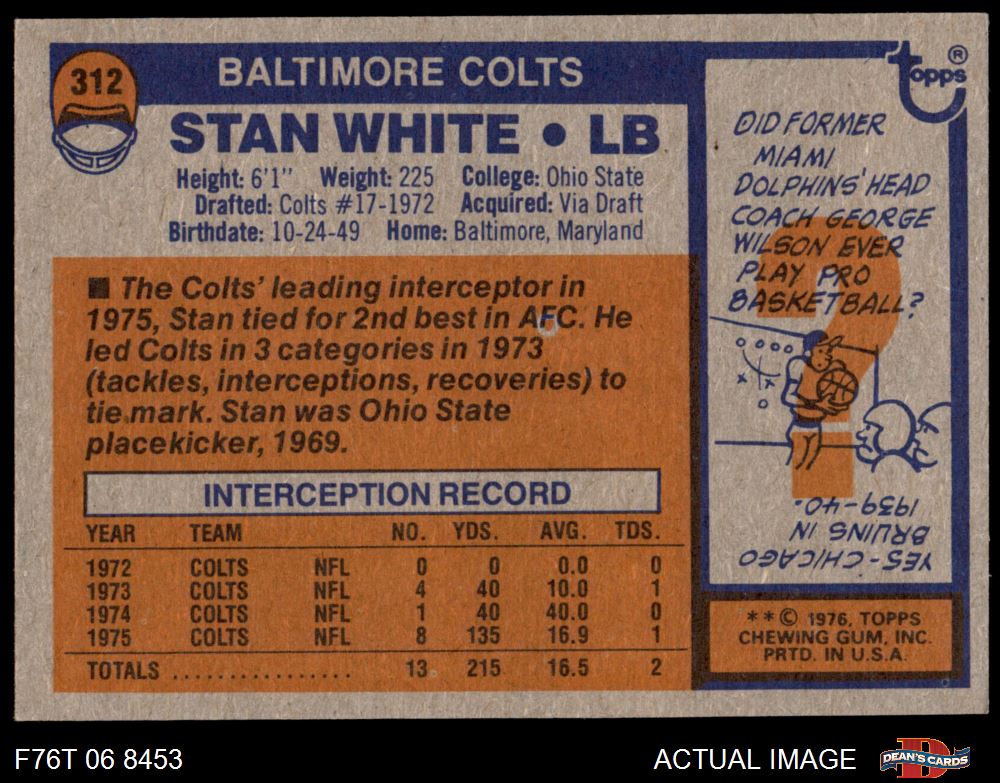 312
BALTIMORE COLTS
STAN WHITE • LB
Height: 6'1" Weight: 225 College: Ohio State
Drafted: Colts #17-1972 Acquired: Via Draft
Birthdate: 10-24-49 Home: Baltimore, Maryland
■ The Colts' leading interceptor in
1975, Stan tied for 2nd best in AFC. He
led Colts in 3 categories in 1973
(tackles, interceptions, recoveries) to
tie mark. Stan was Ohio State
placekicker, 1969.
INTERCEPTION RECORD
YEAR TEAM NO. YDS. AVG. TDS.
1972 COLTS NFL 0 0 0.0 0
1973 COLTS NFL 4 40 10.0 1
1974 COLTS NFL 1 40 40.0 0
1975 COLTS NFL 8 135 16.9 1
TOTALS ................ 13 215 16.5 2
topps®
DID FORMER
MIAMI
DOLPHINS' HEAD
COACH GEORGE
WILSON EVER
PLAY PRO
BASKETBALL?
?
YES-CHICAGO
BRUINS IN
1939-40.
**© 1976, TOPPS
CHEWING GUM, INC.
PRTD. IN U.S.A.
F76T 06 8453
ACTUAL IMAGE
D
DEAN'S CARDS